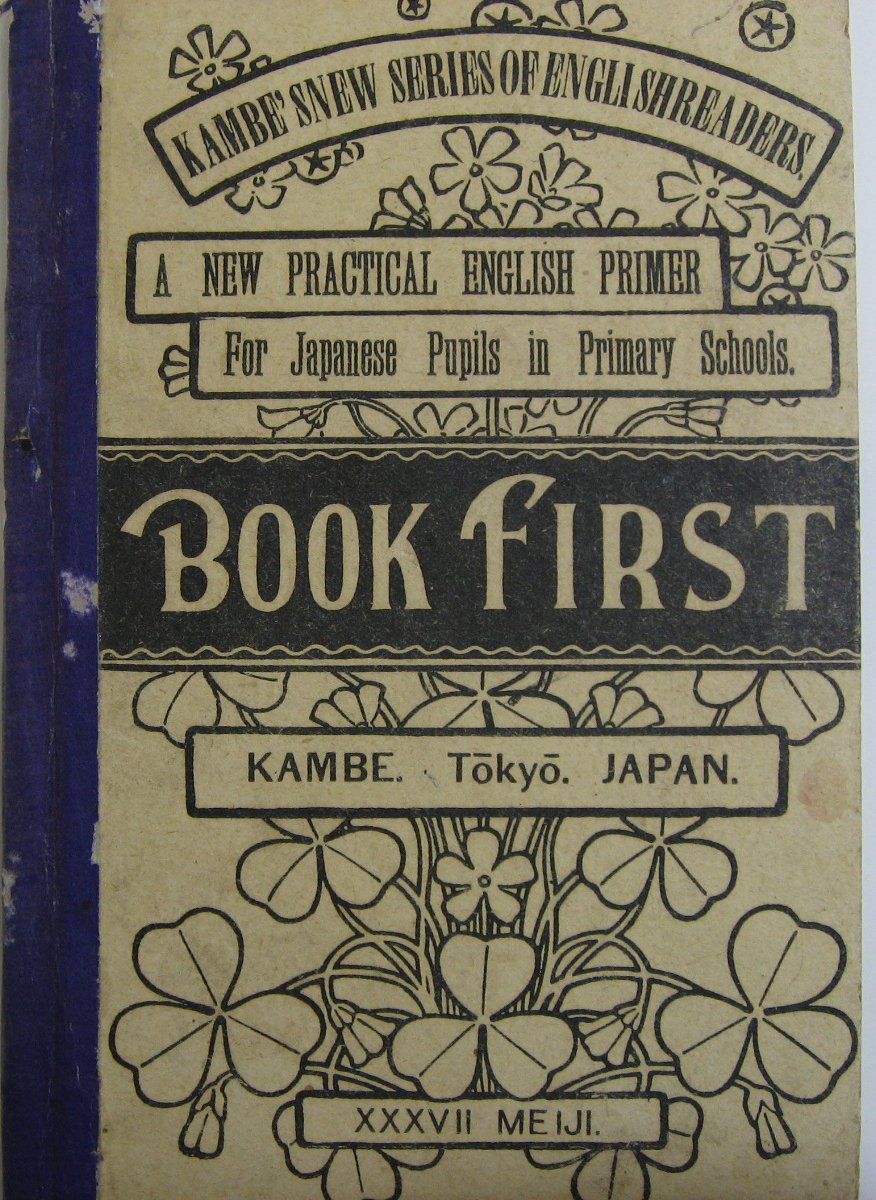 KAMBE'SNEW SERIES OF ENGLISHREADERS.
A NEW PRACTICAL ENGLISH PRIMER
For Japanese Pupils in Primary Schools.
BOOK FIRST
KAMBE. Tōkyō. JAPAN.
XXXVII MEIJI.